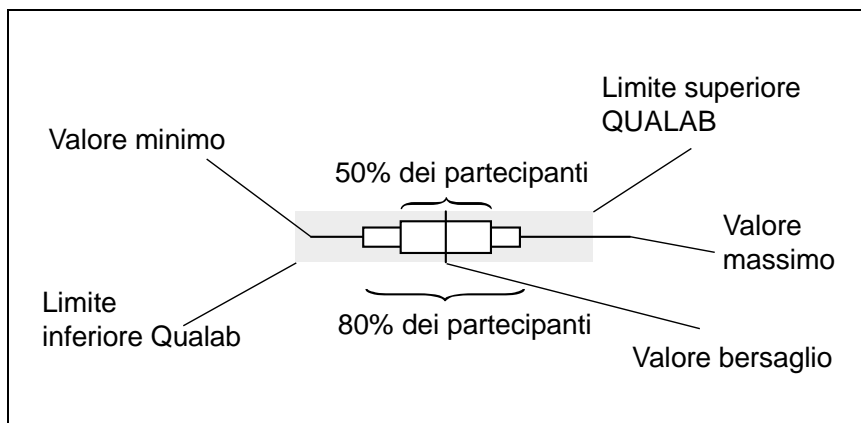 Limite superiore
QUALAB
Valore minimo
50% dei partecipanti
Valore
massimo
Limite
inferiore Qualab
80% dei partecipanti
Valore bersaglio